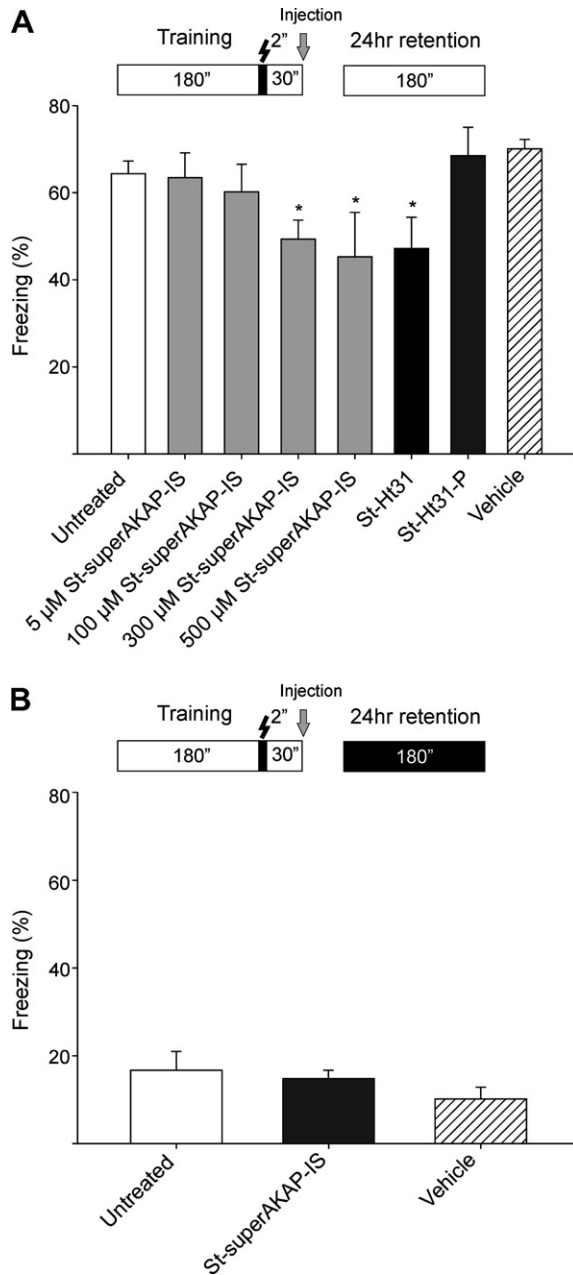 A
Injection
Training 2” 24hr retention
180” 30” 180”
80
60
40
20
Freezing (%)
* * *
Untreated
5 µM St-superAKAP-IS
100 µM St-superAKAP-IS
300 µM St-superAKAP-IS
500 µM St-superAKAP-IS
St-Ht31
St-Ht31-P
Vehicle
B
Injection
Training 2” 24hr retention
180” 30” 180”
80
60
40
20
Freezing (%)
Untreated
St-superAKAP-IS
Vehicle